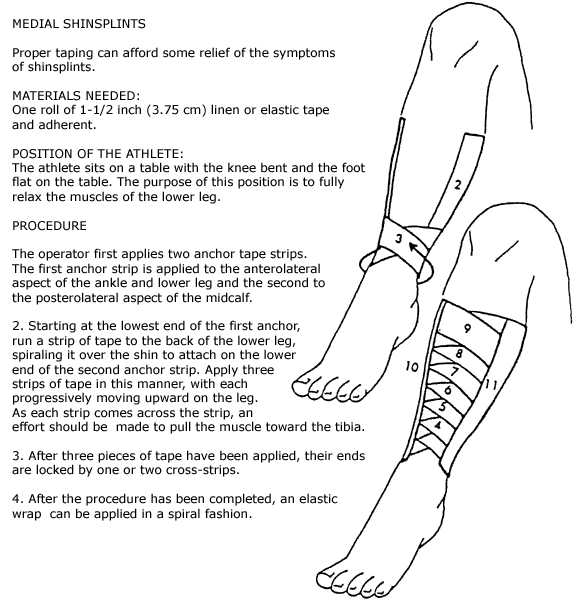 MEDIAL SHINSPLINTS
Proper taping can afford some relief of the symptoms
of shinsplints.
MATERIALS NEEDED:
One roll of 1-1/2 inch (3.75 cm) linen or elastic tape
and adherent.
POSITION OF THE ATHLETE:
The athlete sits on a table with the knee bent and the foot
flat on the table. The purpose of this position is to fully
relax the muscles of the lower leg.
PROCEDURE
The operator first applies two anchor tape strips.
The first anchor strip is applied to the anterolateral
aspect of the ankle and lower leg and the second to
the posterolateral aspect of the midcalf.
2. Starting at the lowest end of the first anchor,
run a strip of tape to the back of the lower leg,
spiraling it over the shin to attach on the lower
end of the second anchor strip. Apply three
strips of tape in this manner, with each
progressively moving upward on the leg.
As each strip comes across the strip, an
effort should be  made to pull the muscle toward the tibia.
3. After three pieces of tape have been applied, their ends
are locked by one or two cross-strips.
4. After the procedure has been completed, an elastic
wrap  can be applied in a spiral fashion.
2
3
9
8
7
6
5
4
10
11